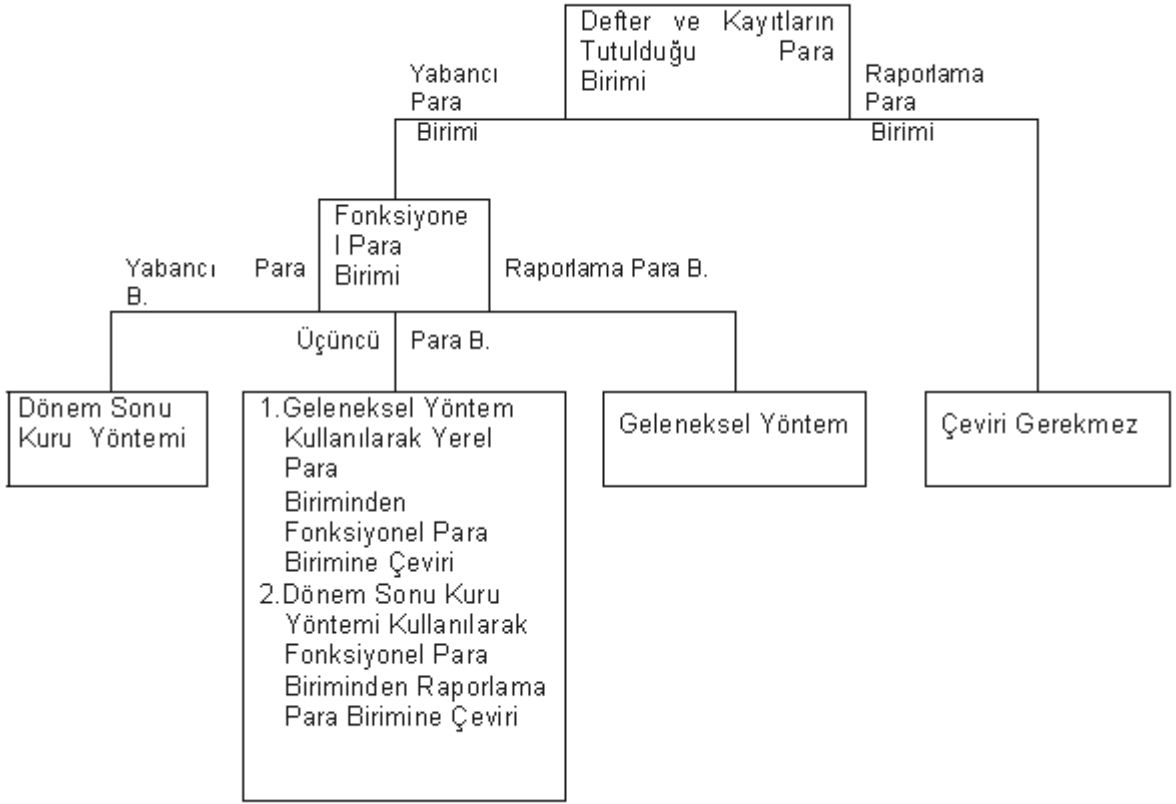 Defter ve Kayıtların
Tutulduğu Para
Birimi
Yabancı
Para
Birimi
Raporlama
Para
Birimi
Fonksiyone
l Para
Birimi
Yabancı Para
B.
Raporlama Para B.
Üçüncü Para B.
Dönem Sonu
Kuru Yöntemi
1.Geleneksel Yöntem
Kullanılarak Yerel
Para
Biriminden
Fonksiyonel Para
Birimine Çeviri
2.Dönem Sonu Kuru
Yöntemi Kullanılarak
Fonksiyonel Para
Biriminden Raporlama
Para Birimine Çeviri
Geleneksel Yöntem
Çeviri Gerekmez